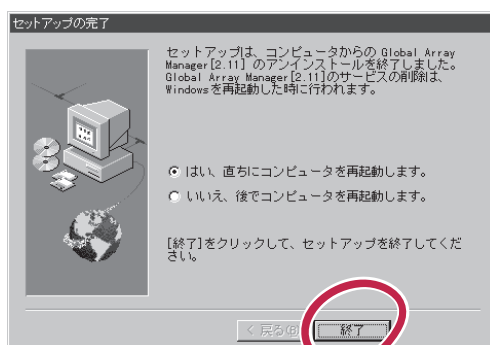 セットアップの完了
セットアップは、コンピュータからの Global Array
Manager[2.11] のアンインストールを終了しました。
Global Array Manager[2.11]のサービスの削除は、
Windowsを再起動した時に行われます。
はい、直ちにコンピュータを再起動します。
いいえ、後でコンピュータを再起動します。
[終了]をクリックして、セットアップを終了してくだ
さい。
< 戻る(B)
終了